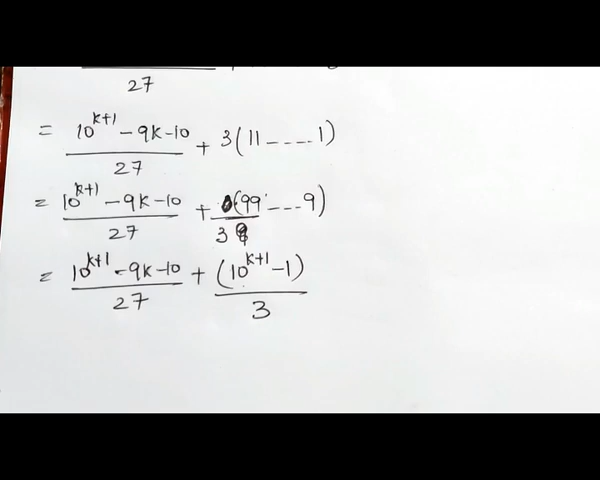 27
= 10^{k+1} - 9k - 10 / 27 + 3(11 ---- 1)
= 10^{k+1} - 9k - 10 / 27 + (99 --- 9) / 3
= 10^{k+1} - 9k - 10 / 27 + (10^{k+1} - 1) / 3